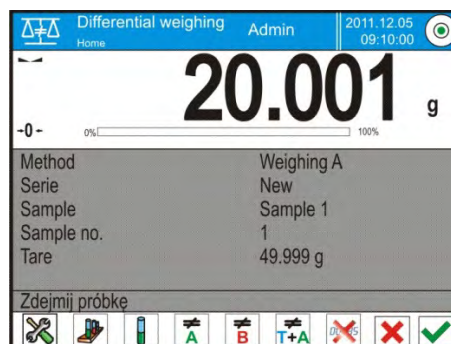 Differential weighing Admin 2011.12.05
Home 09:10:00
20.001 g
→0← 0% 100%
Method Weighing A
Serie New
Sample Sample 1
Sample no. 1
Tare 49.999 g
Zdejmij próbkę
≠ ≠ ≠
A B T+A